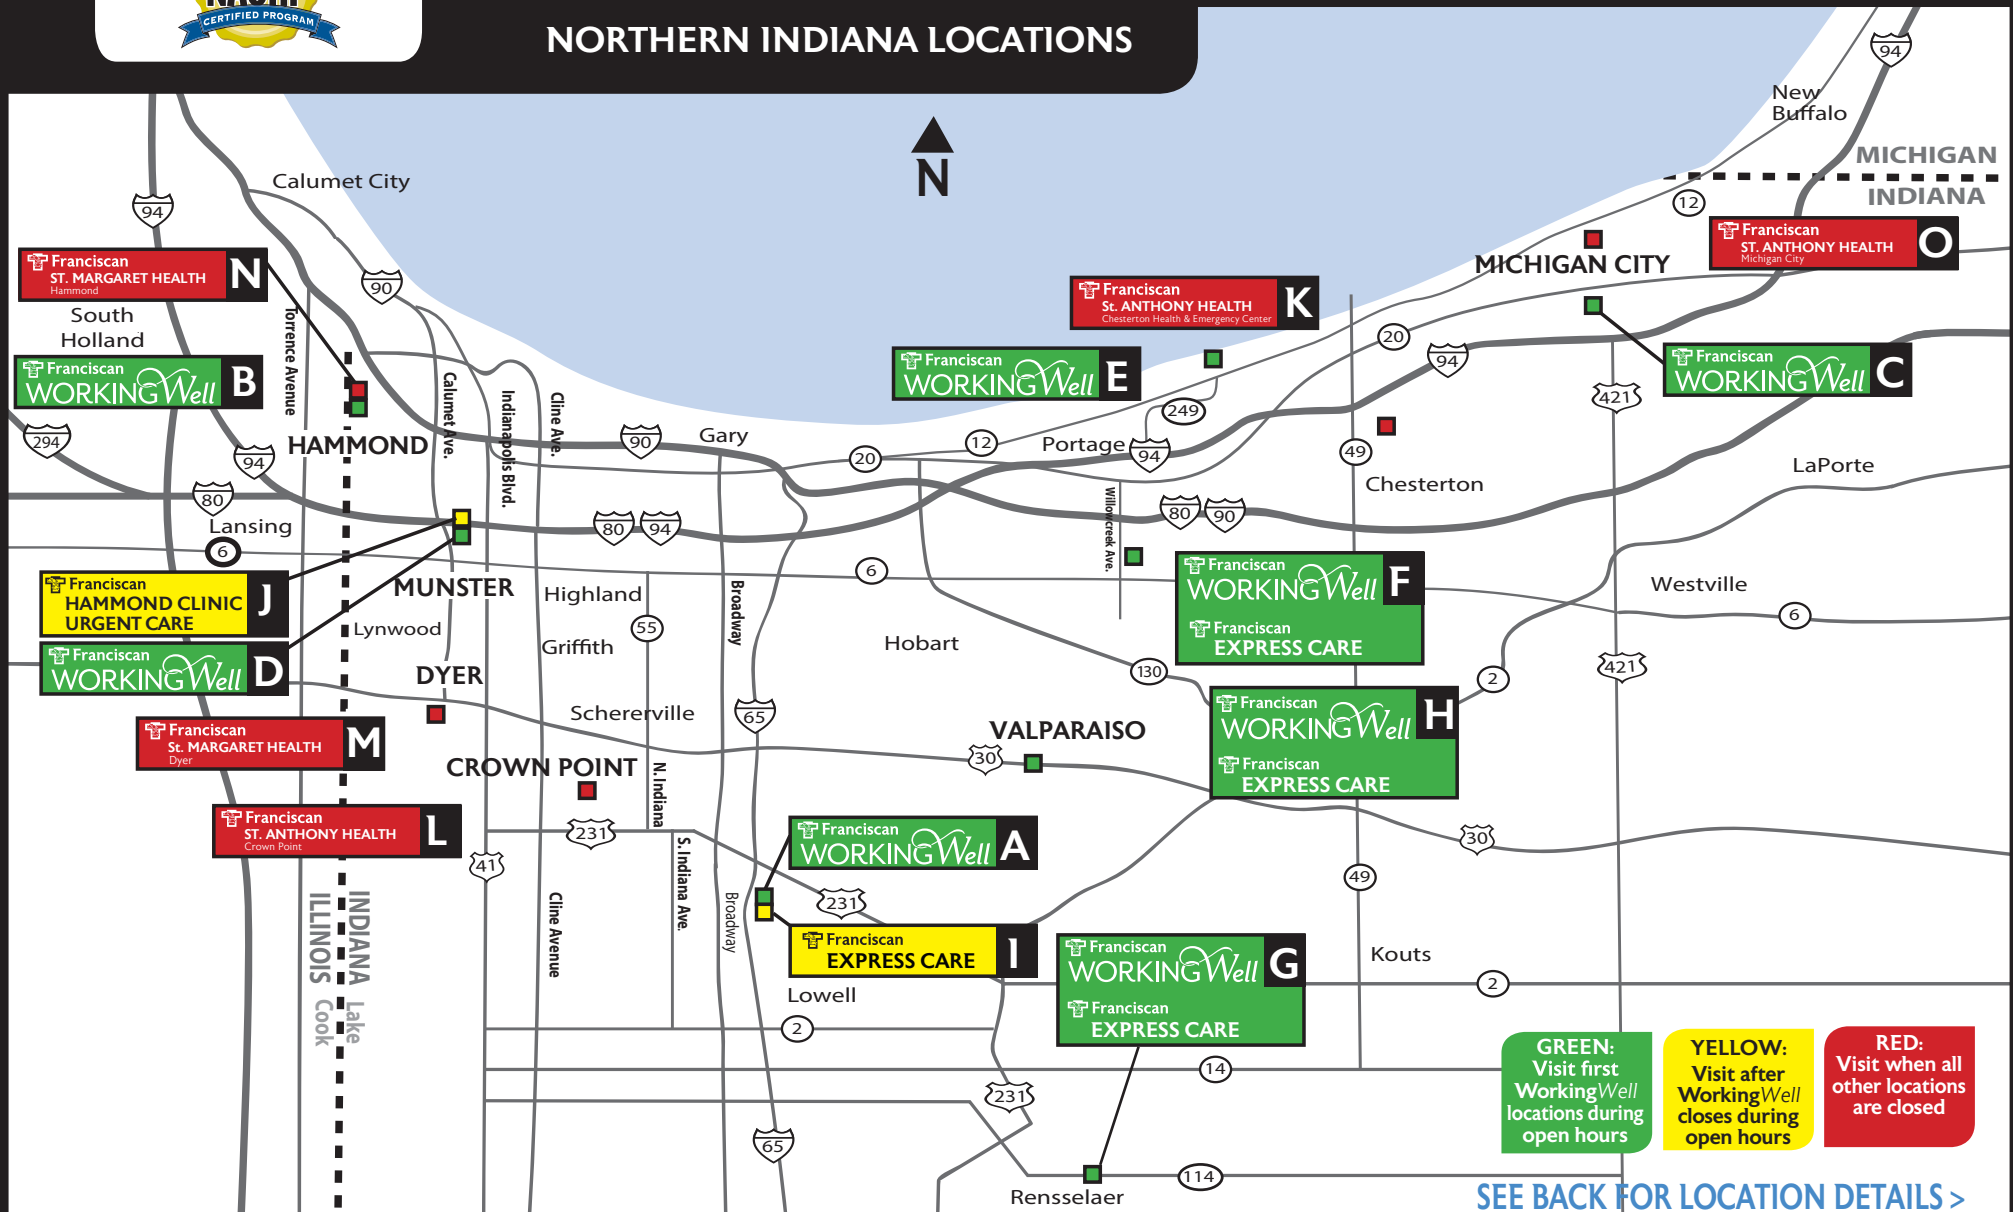 CERTIFIED PROGRAM
NORTHERN INDIANA LOCATIONS
94
New
Buffalo
MICHIGAN
INDIANA
12
N
Calumet City
94
90
Franciscan
ST. MARGARET HEALTH
Hammond
N
South
Holland
Torrence Avenue
Franciscan
WORKINGWell
B
294
94
80
HAMMOND
Calumet Ave.
Indianapolis Blvd.
Cline Ave.
90
Gary
20
12
Portage
94
249
Franciscan
WORKINGWell
E
Franciscan
St. ANTHONY HEALTH
Chesterton Health & Emergency Center
K
MICHIGAN CITY
Franciscan
ST. ANTHONY HEALTH
Michigan City
O
20
94
Franciscan
WORKINGWell
C
421
49
Chesterton
LaPorte
Lansing
6
80
94
Willowcreek Ave.
80
90
Franciscan
HAMMOND CLINIC
URGENT CARE
J
MUNSTER
Highland
Lynwood
Griffith
55
Broadway
6
Hobart
Franciscan
WORKINGWell
F
Franciscan
EXPRESS CARE
Westville
6
Franciscan
WORKINGWell
D
DYER
Schererville
65
130
2
421
Franciscan
St. MARGARET HEALTH
Dyer
M
CROWN POINT
N. Indiana
VALPARAISO
30
Franciscan
WORKINGWell
H
Franciscan
EXPRESS CARE
30
Franciscan
ST. ANTHONY HEALTH
Crown Point
L
231
41
S. Indiana Ave.
Franciscan
WORKINGWell
A
231
49
ILLINOIS
INDIANA
Cook
Lake
Cline Avenue
Broadway
Franciscan
EXPRESS CARE
I
Lowell
2
Franciscan
WORKINGWell
G
Franciscan
EXPRESS CARE
Kouts
2
14
231
65
114
Rensselaer
GREEN:
Visit first
WorkingWell
locations during
open hours
YELLOW:
Visit after
WorkingWell
closes during
open hours
RED:
Visit when all
other locations
are closed
SEE BACK FOR LOCATION DETAILS >